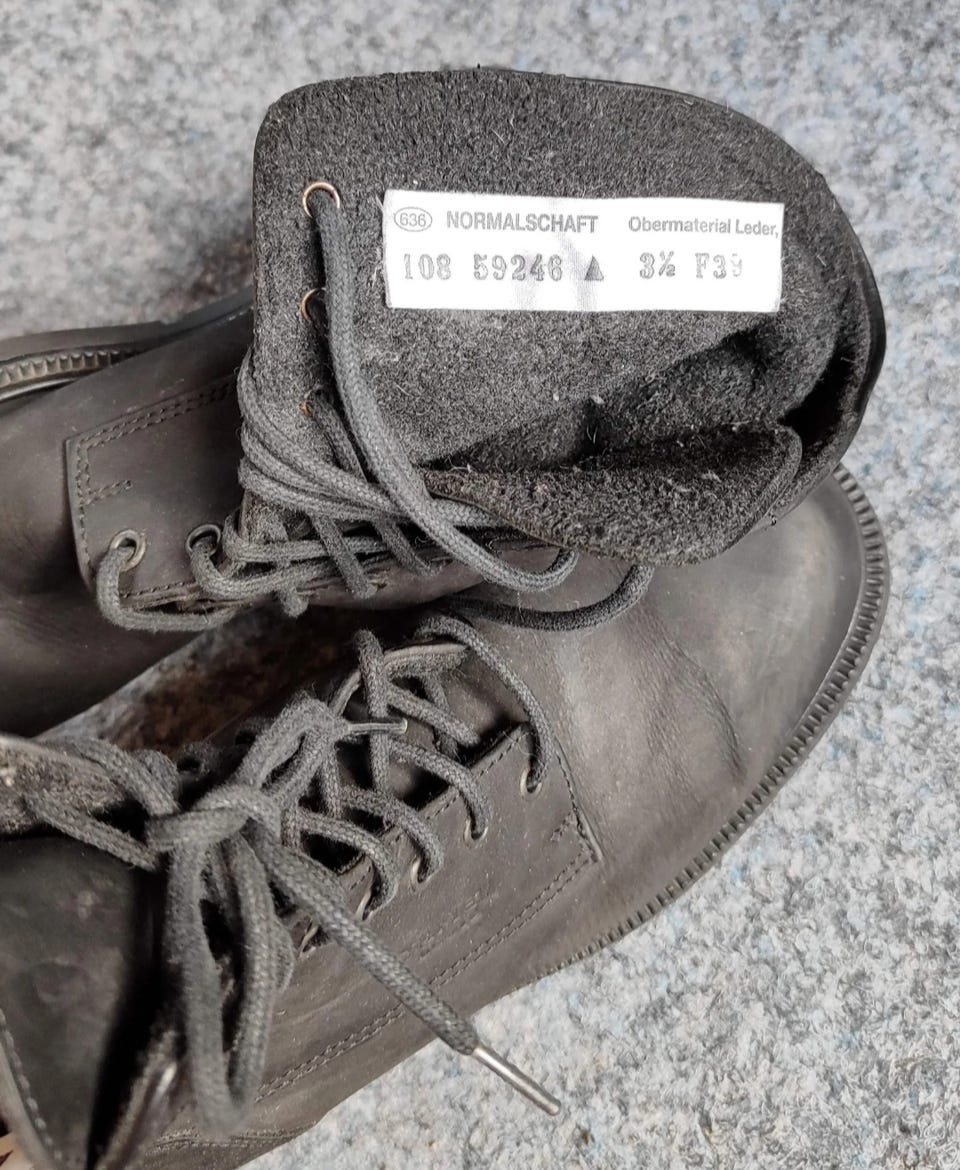 636 NORMALSCHAFT Obermaterial Leder,
108 59246 ▲ 3½ F39